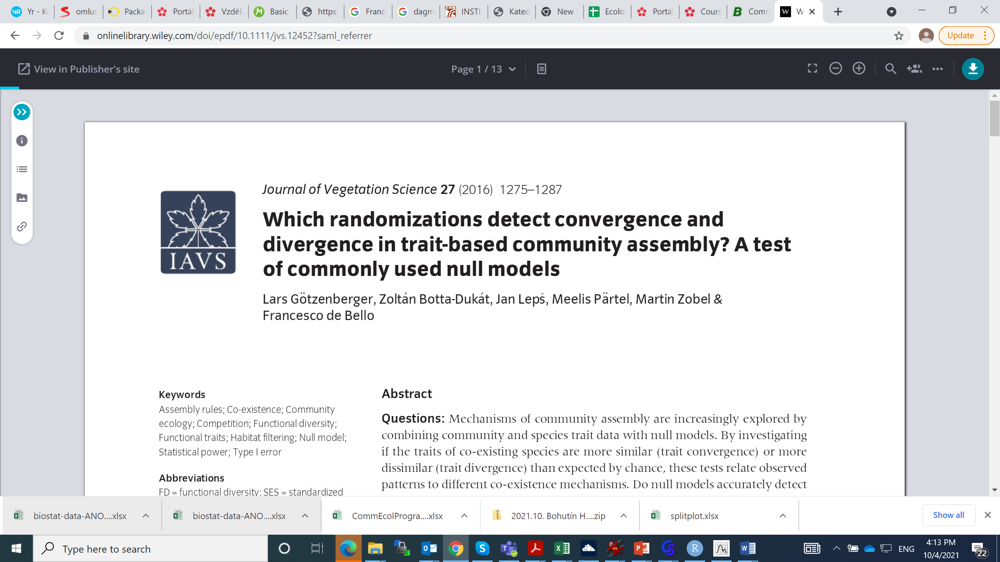 Yr - Ko
omluv
Packa
Portál
Vzděl
Basic
https:
Franc
dagm
INSTI
Kated
New T
Ecolo
Portál
Cours
Comn
W
onlinelibrary.wiley.com/doi/epdf/10.1111/jvs.12452?saml_referrer
Update
View in Publisher's site
Page 1 / 13
Journal of Vegetation Science 27 (2016) 1275–1287
IAVS
Which randomizations detect convergence and
divergence in trait-based community assembly? A test
of commonly used null models
Lars Götzenberger, Zoltán Botta-Dukát, Jan Lepš, Meelis Pärtel, Martin Zobel &
Francesco de Bello
Keywords
Assembly rules; Co-existence; Community
ecology; Competition; Functional diversity;
Functional traits; Habitat filtering; Null model;
Statistical power; Type I error
Abbreviations
FD = functional diversity; SES = standardized
Abstract
Questions: Mechanisms of community assembly are increasingly explored by
combining community and species trait data with null models. By investigating
if the traits of co-existing species are more similar (trait convergence) or more
dissimilar (trait divergence) than expected by chance, these tests relate observed
patterns to different co-existence mechanisms. Do null models accurately detect
biostat-data-ANO....xlsx
biostat-data-ANO....xlsx
CommEcolProgra....xlsx
2021.10. Bohutín H....zip
splitplot.xlsx
Show all
Type here to search
ENG
4:13 PM
10/4/2021
22